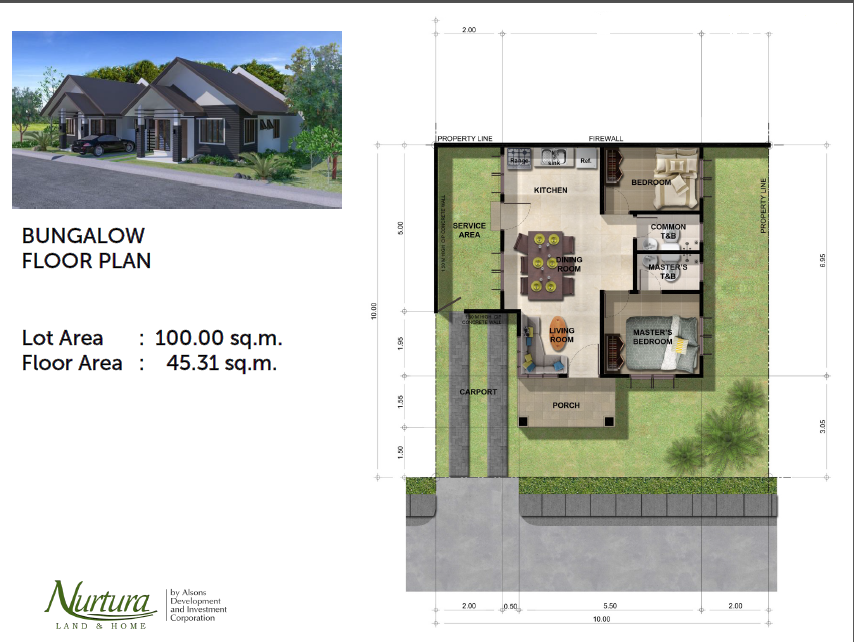 2.00
PROPERTY LINE
FIREWALL
Range
sink
Ref.
KITCHEN
BEDROOM
PROPERTY LINE
BUNGALOW
FLOOR PLAN
SERVICE
AREA
COMMON
T&B
DINING
ROOM
MASTER'S
T&B
5.00
6.95
10.00
CONCRETE WALL
Lot Area : 100.00 sq.m.
Floor Area : 45.31 sq.m.
LIVING
ROOM
MASTER'S
BEDROOM
1.95
CARPORT
PORCH
1.55
1.50
3.05
Nurtura
LAND & HOME
by Alsons
Development
and Investment
Corporation
2.00
0.50
5.50
2.00
10.00